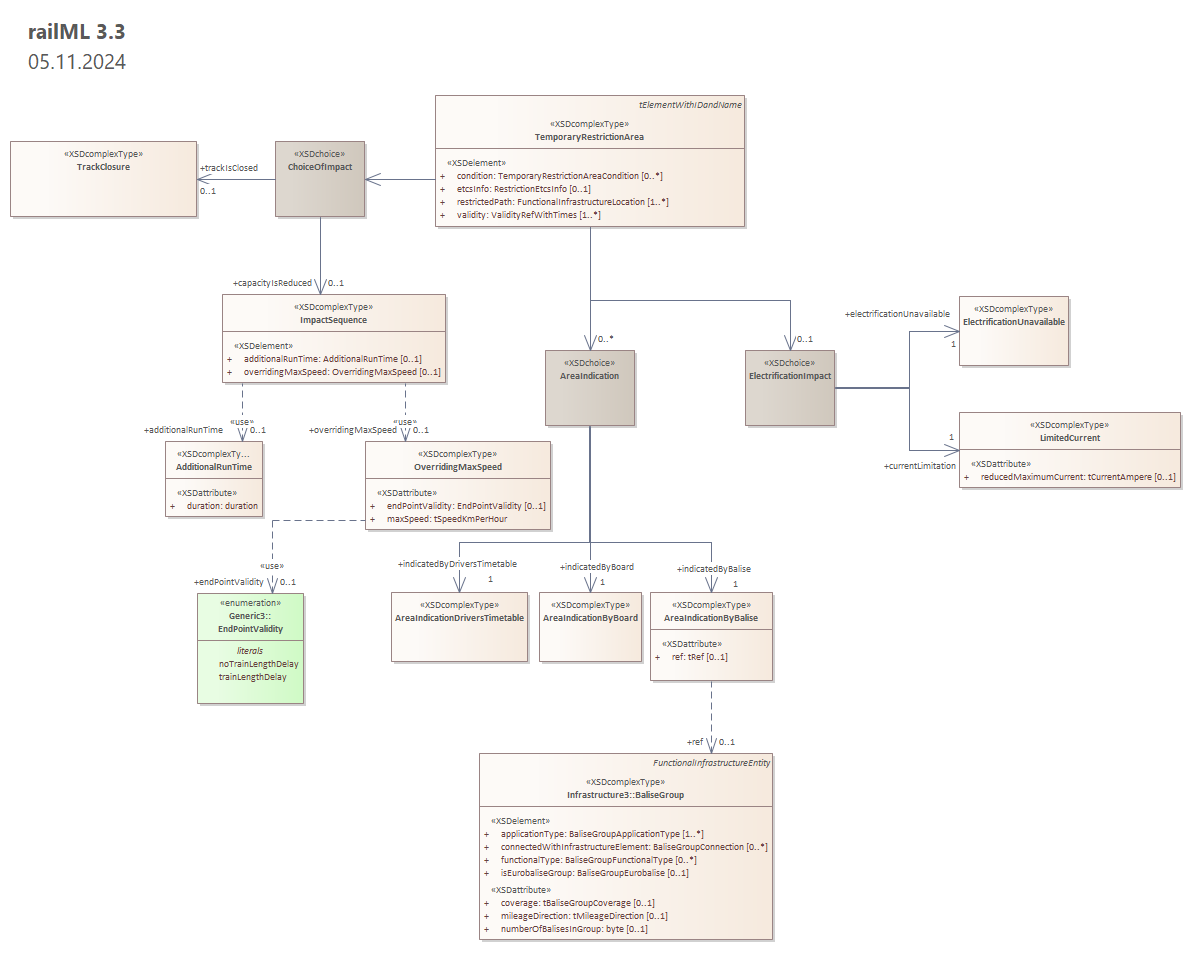 railML 3.3
05.11.2024
tElementWithIDandName
«XSDcomplexType»
TemporaryRestrictionArea
«XSDelement»
+ condition: TemporaryRestrictionAreaCondition [0..*]
+ etcsInfo: RestrictionEtcsInfo [0..1]
+ restrictedPath: FunctionalInfrastructureLocation [1..*]
+ validity: ValidityRefWithTimes [1..*]
«XSDcomplexType»
TrackClosure
+trackIsClosed
0..1
«XSDchoice»
ChoiceOfImpact
+capacityIsReduced 0..1
«XSDcomplexType»
ImpactSequence
«XSDelement»
+ additionalRunTime: AdditionalRunTime [0..1]
+ overridingMaxSpeed: OverridingMaxSpeed [0..1]
0..*
«XSDchoice»
AreaIndication
0..1
«XSDchoice»
ElectrificationImpact
+electrificationUnavailable
1
«XSDcomplexType»
ElectrificationUnavailable
1
+currentLimitation
«XSDcomplexType»
LimitedCurrent
«XSDattribute»
+ reducedMaximumCurrent: tCurrentAmpere [0..1]
«use»
+additionalRunTime 0..1
«XSDcomplexTy...
AdditionalRunTime
«XSDattribute»
+ duration: duration
«use»
+overridingMaxSpeed 0..1
«XSDcomplexType»
OverridingMaxSpeed
«XSDattribute»
+ endPointValidity: EndPointValidity [0..1]
+ maxSpeed: tSpeedKmPerHour
«use»
+endPointValidity 0..1
«enumeration»
Generic3::
EndPointValidity
literals
noTrainLengthDelay
trainLengthDelay
+indicatedByDriversTimetable
1
«XSDcomplexType»
AreaIndicationDriversTimetable
+indicatedByBoard
1
«XSDcomplexType»
AreaIndicationByBoard
+indicatedByBalise
1
«XSDcomplexType»
AreaIndicationByBalise
«XSDattribute»
+ ref: tRef [0..1]
+ref 0..1
FunctionalInfrastructureEntity
«XSDcomplexType»
Infrastructure3::BaliseGroup
«XSDelement»
+ applicationType: BaliseGroupApplicationType [1..*]
+ connectedWithInfrastructureElement: BaliseGroupConnection [0..*]
+ functionalType: BaliseGroupFunctionalType [0..*]
+ isEurobaliseGroup: BaliseGroupEurobalise [0..1]
«XSDattribute»
+ coverage: tBaliseGroupCoverage [0..1]
+ mileageDirection: tMileageDirection [0..1]
+ numberOfBalisesInGroup: byte [0..1]